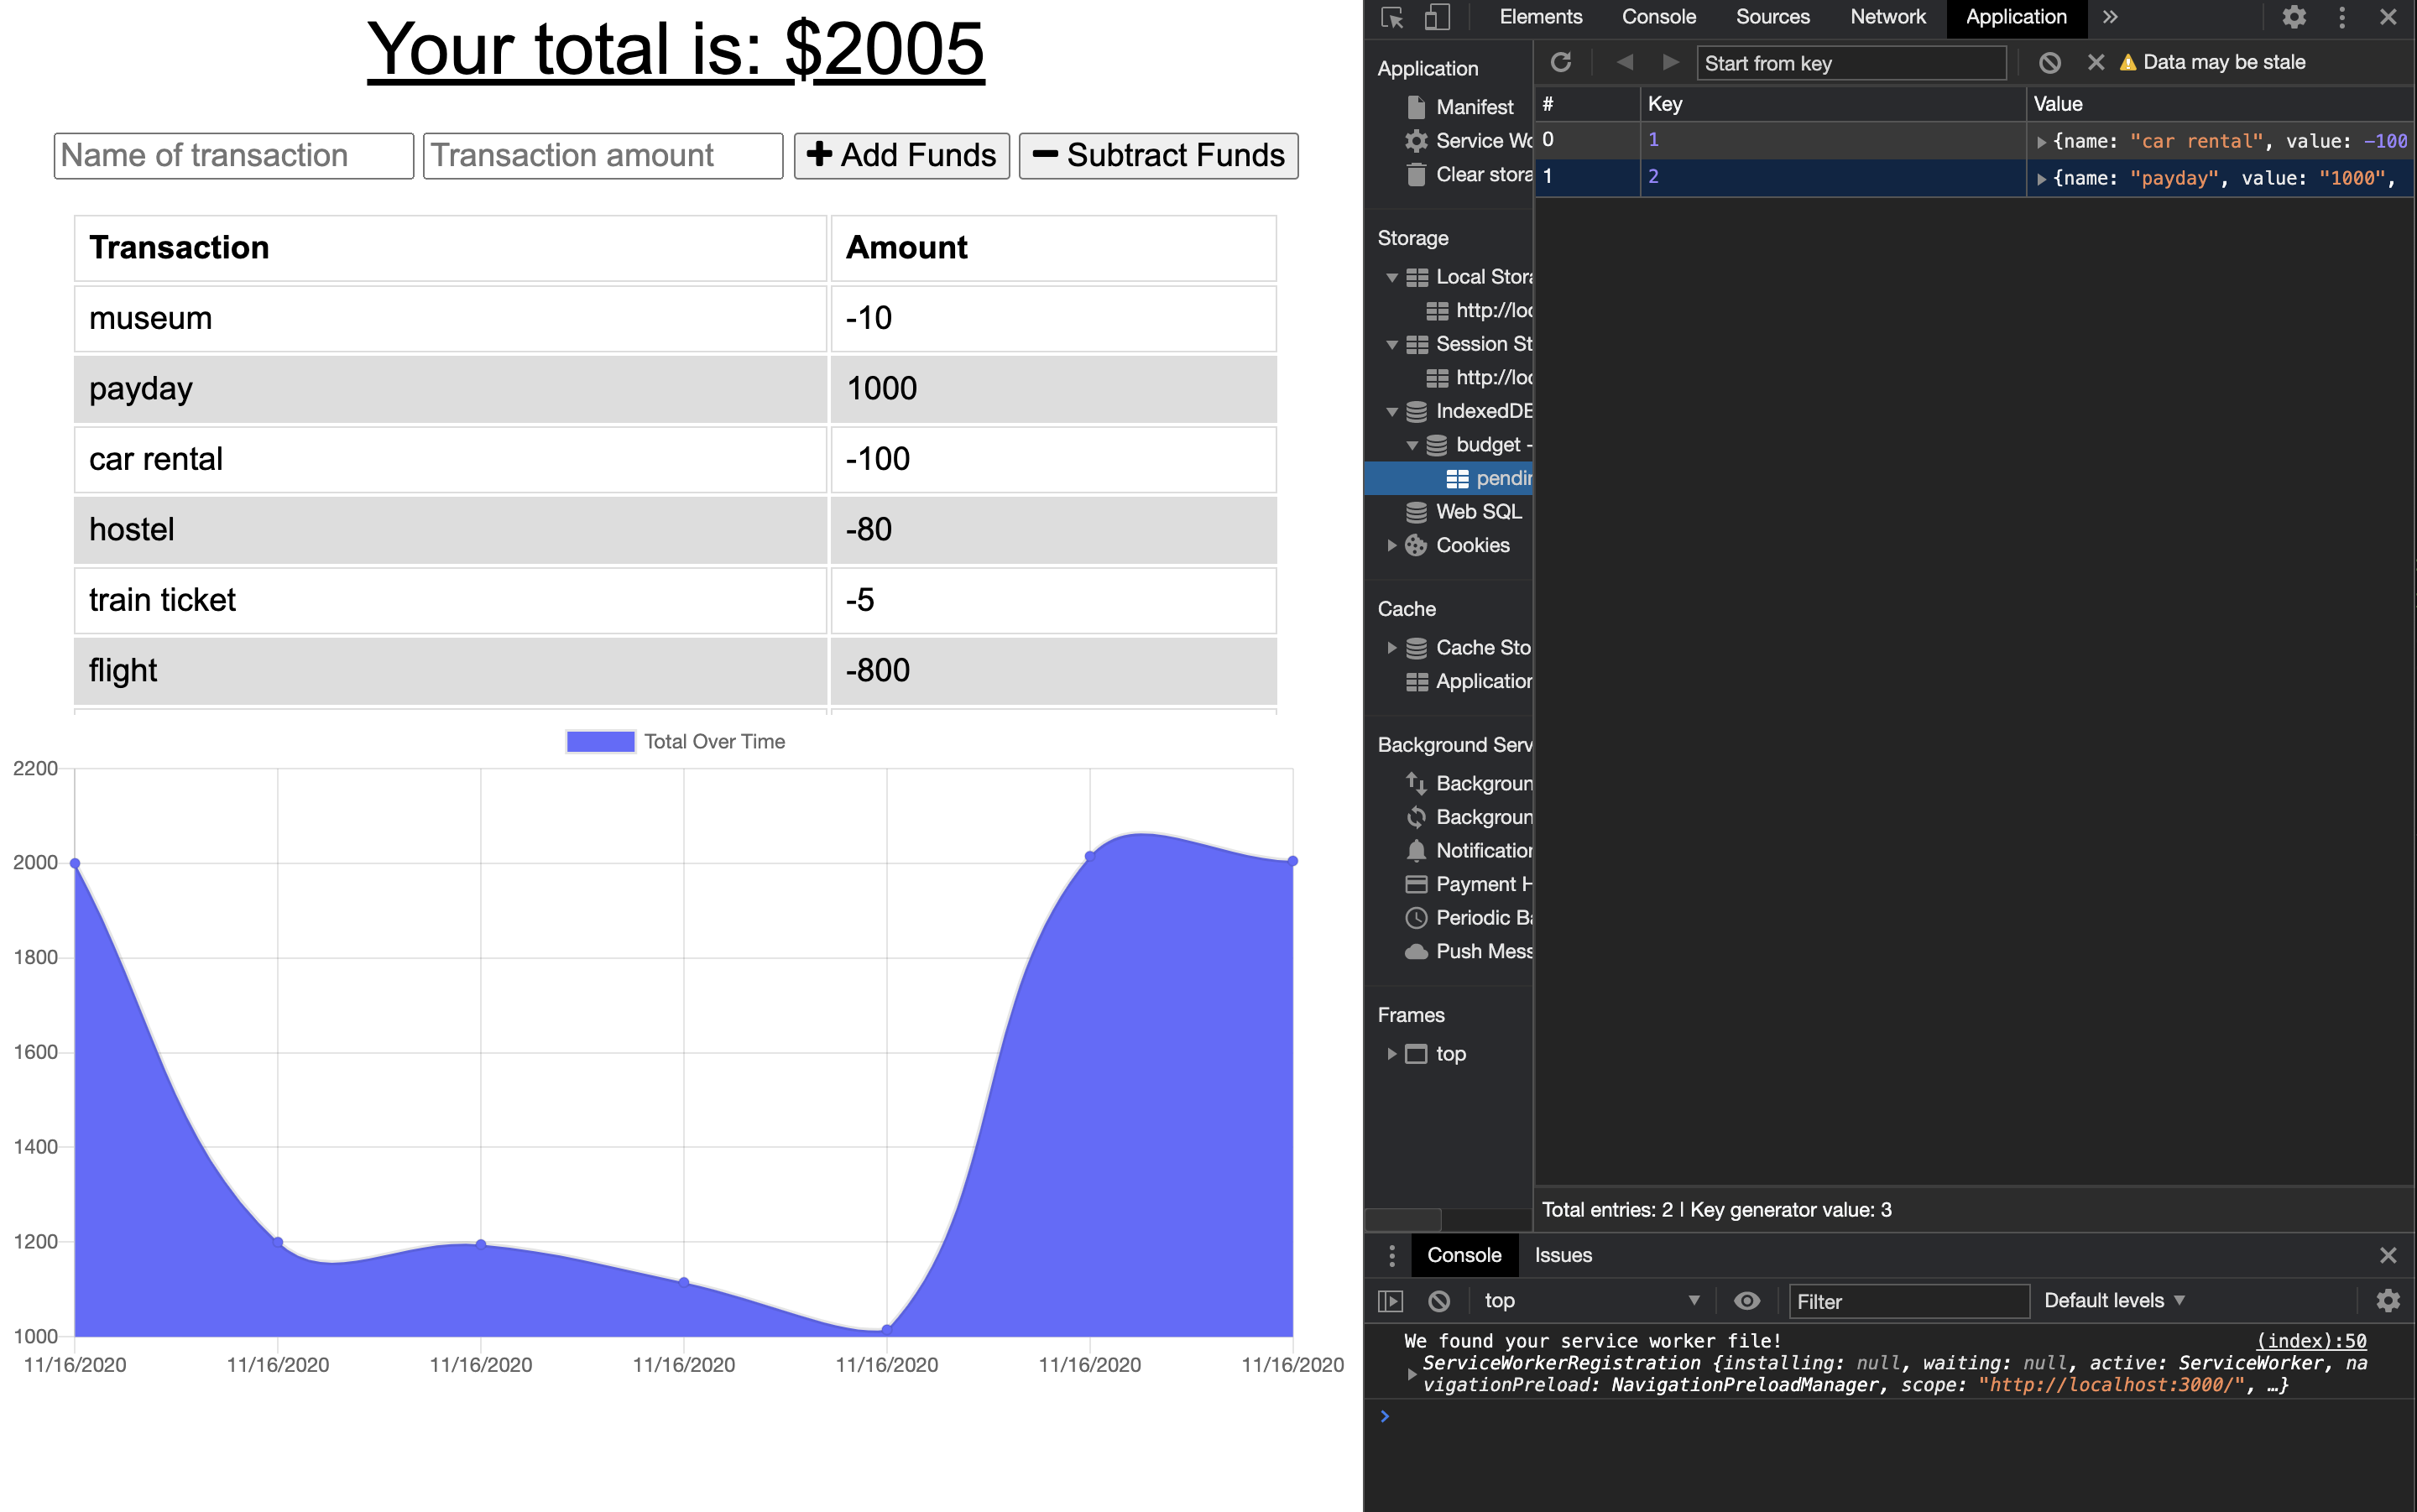 Your total is: $2005
Name of transaction Transaction amount Add Funds Subtract Funds
Transaction Amount
museum -10
payday 1000
car rental -100
hostel -80
train ticket -5
flight -800
Total Over Time
2200
2000
1800
1600
1400
1200
1000
11/16/2020 11/16/2020 11/16/2020 11/16/2020 11/16/2020 11/16/2020 11/16/2020
Elements Console Sources Network Application »
Application
Manifest
Service Wo
Clear stora
Storage
Local Stora
http://loc
Session St
http://loc
IndexedDB
budget -
pendin
Web SQL
Cookies
Cache
Cache Sto
Application
Background Serv
Background
Background
Notification
Payment H
Periodic Ba
Push Mess
Frames
top
Start from key Data may be stale
# Key Value
0 1 {name: "car rental", value: -100
1 2 {name: "payday", value: "1000",
Total entries: 2 | Key generator value: 3
Console Issues
top Filter Default levels
We found your service worker file! (index):50
ServiceWorkerRegistration {installing: null, waiting: null, active: ServiceWorker, na
vigationPreload: NavigationPreloadManager, scope: "http://localhost:3000/", …}